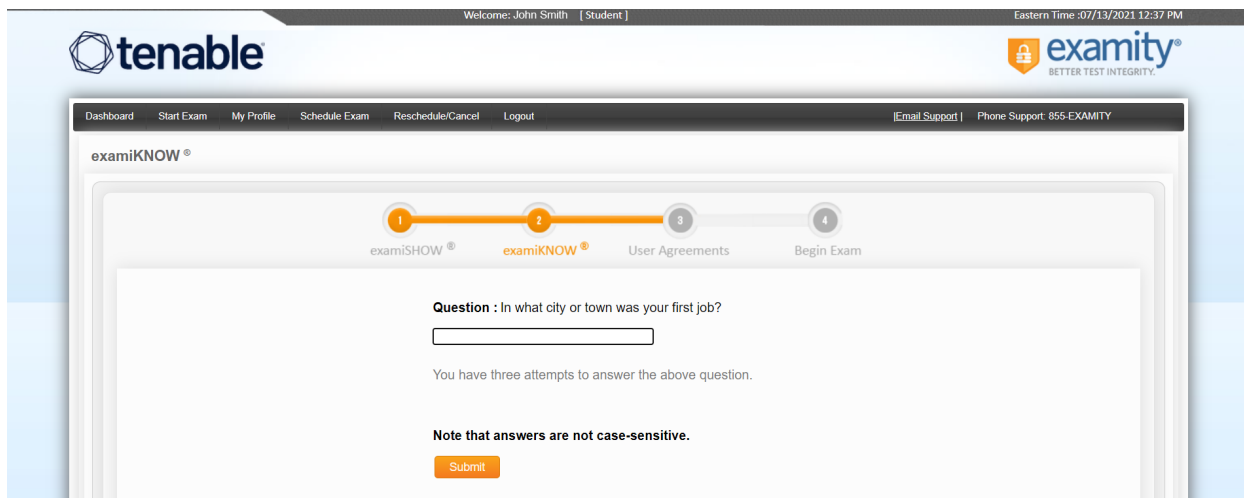 Welcome: John Smith [ Student ] Eastern Time :07/13/2021 12:37 PM
tenable® examity®
BETTER TEST INTEGRITY.
Dashboard Start Exam My Profile Schedule Exam Reschedule/Cancel Logout |Email Support | Phone Support: 855-EXAMITY
examiKNOW ®
1 2 3 4
examiSHOW ® examiKNOW ® User Agreements Begin Exam
Question : In what city or town was your first job?
You have three attempts to answer the above question.
Note that answers are not case-sensitive.
Submit